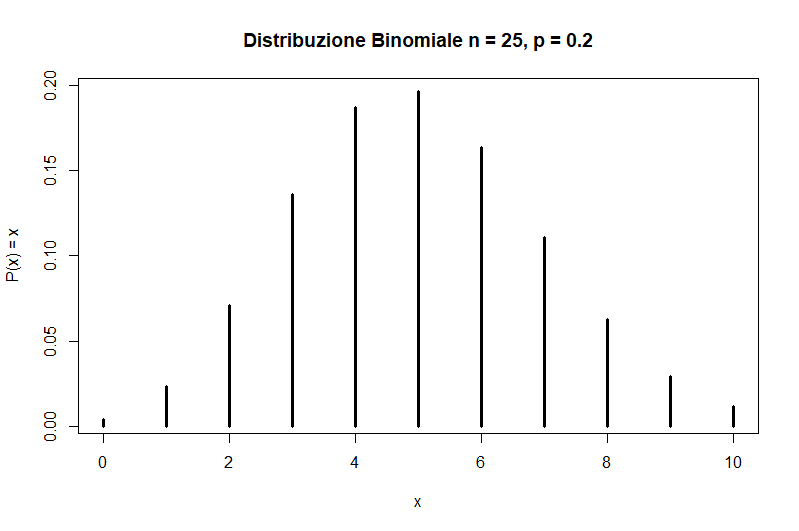 Distribuzione Binomiale n = 25, p = 0.2
P(x) = x
0.20
0.15
0.10
0.05
0.00
0 2 4 6 8 10
x